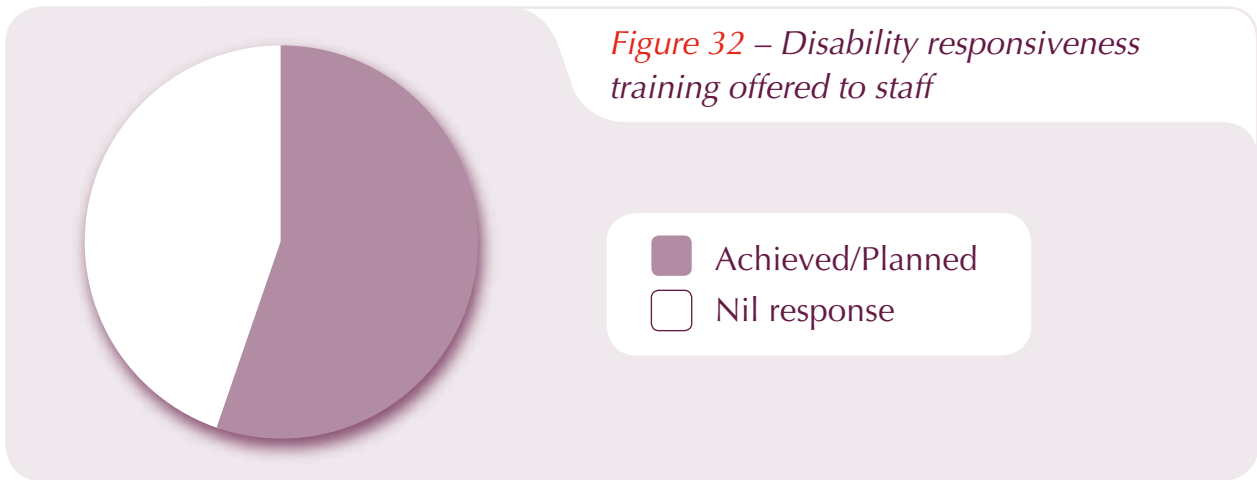 Figure 32 – Disability responsiveness
training offered to staff
Achieved/Planned
Nil response